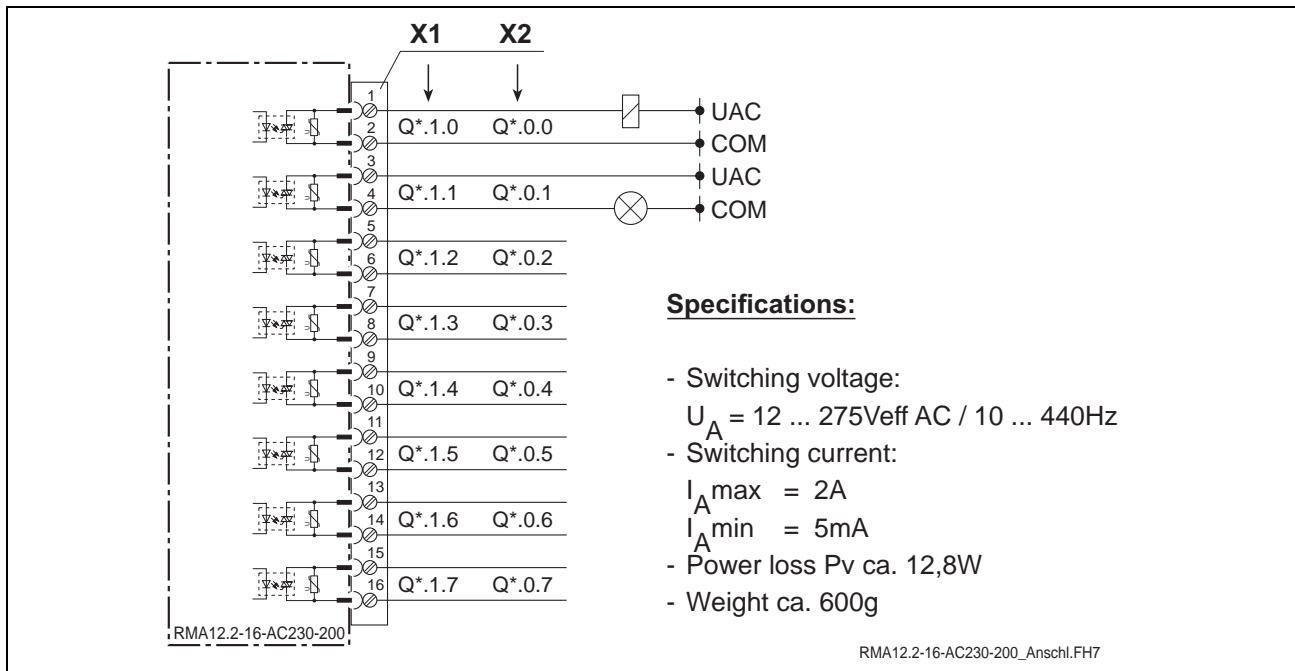 X1 X2
1
Q*.1.0 Q*.0.0 UAC
2
COM
3
Q*.1.1 Q*.0.1 UAC
4
COM
5
Q*.1.2 Q*.0.2
6
7
Q*.1.3 Q*.0.3
8
9
Q*.1.4 Q*.0.4
10
11
Q*.1.5 Q*.0.5
12
13
Q*.1.6 Q*.0.6
14
15
Q*.1.7 Q*.0.7
16
RMA12.2-16-AC230-200
Specifications:
- Switching voltage:
UA = 12 ... 275Veff AC / 10 ... 440Hz
- Switching current:
IAmax = 2A
IAmin = 5mA
- Power loss Pv ca. 12,8W
- Weight ca. 600g
RMA12.2-16-AC230-200_Anschl.FH7